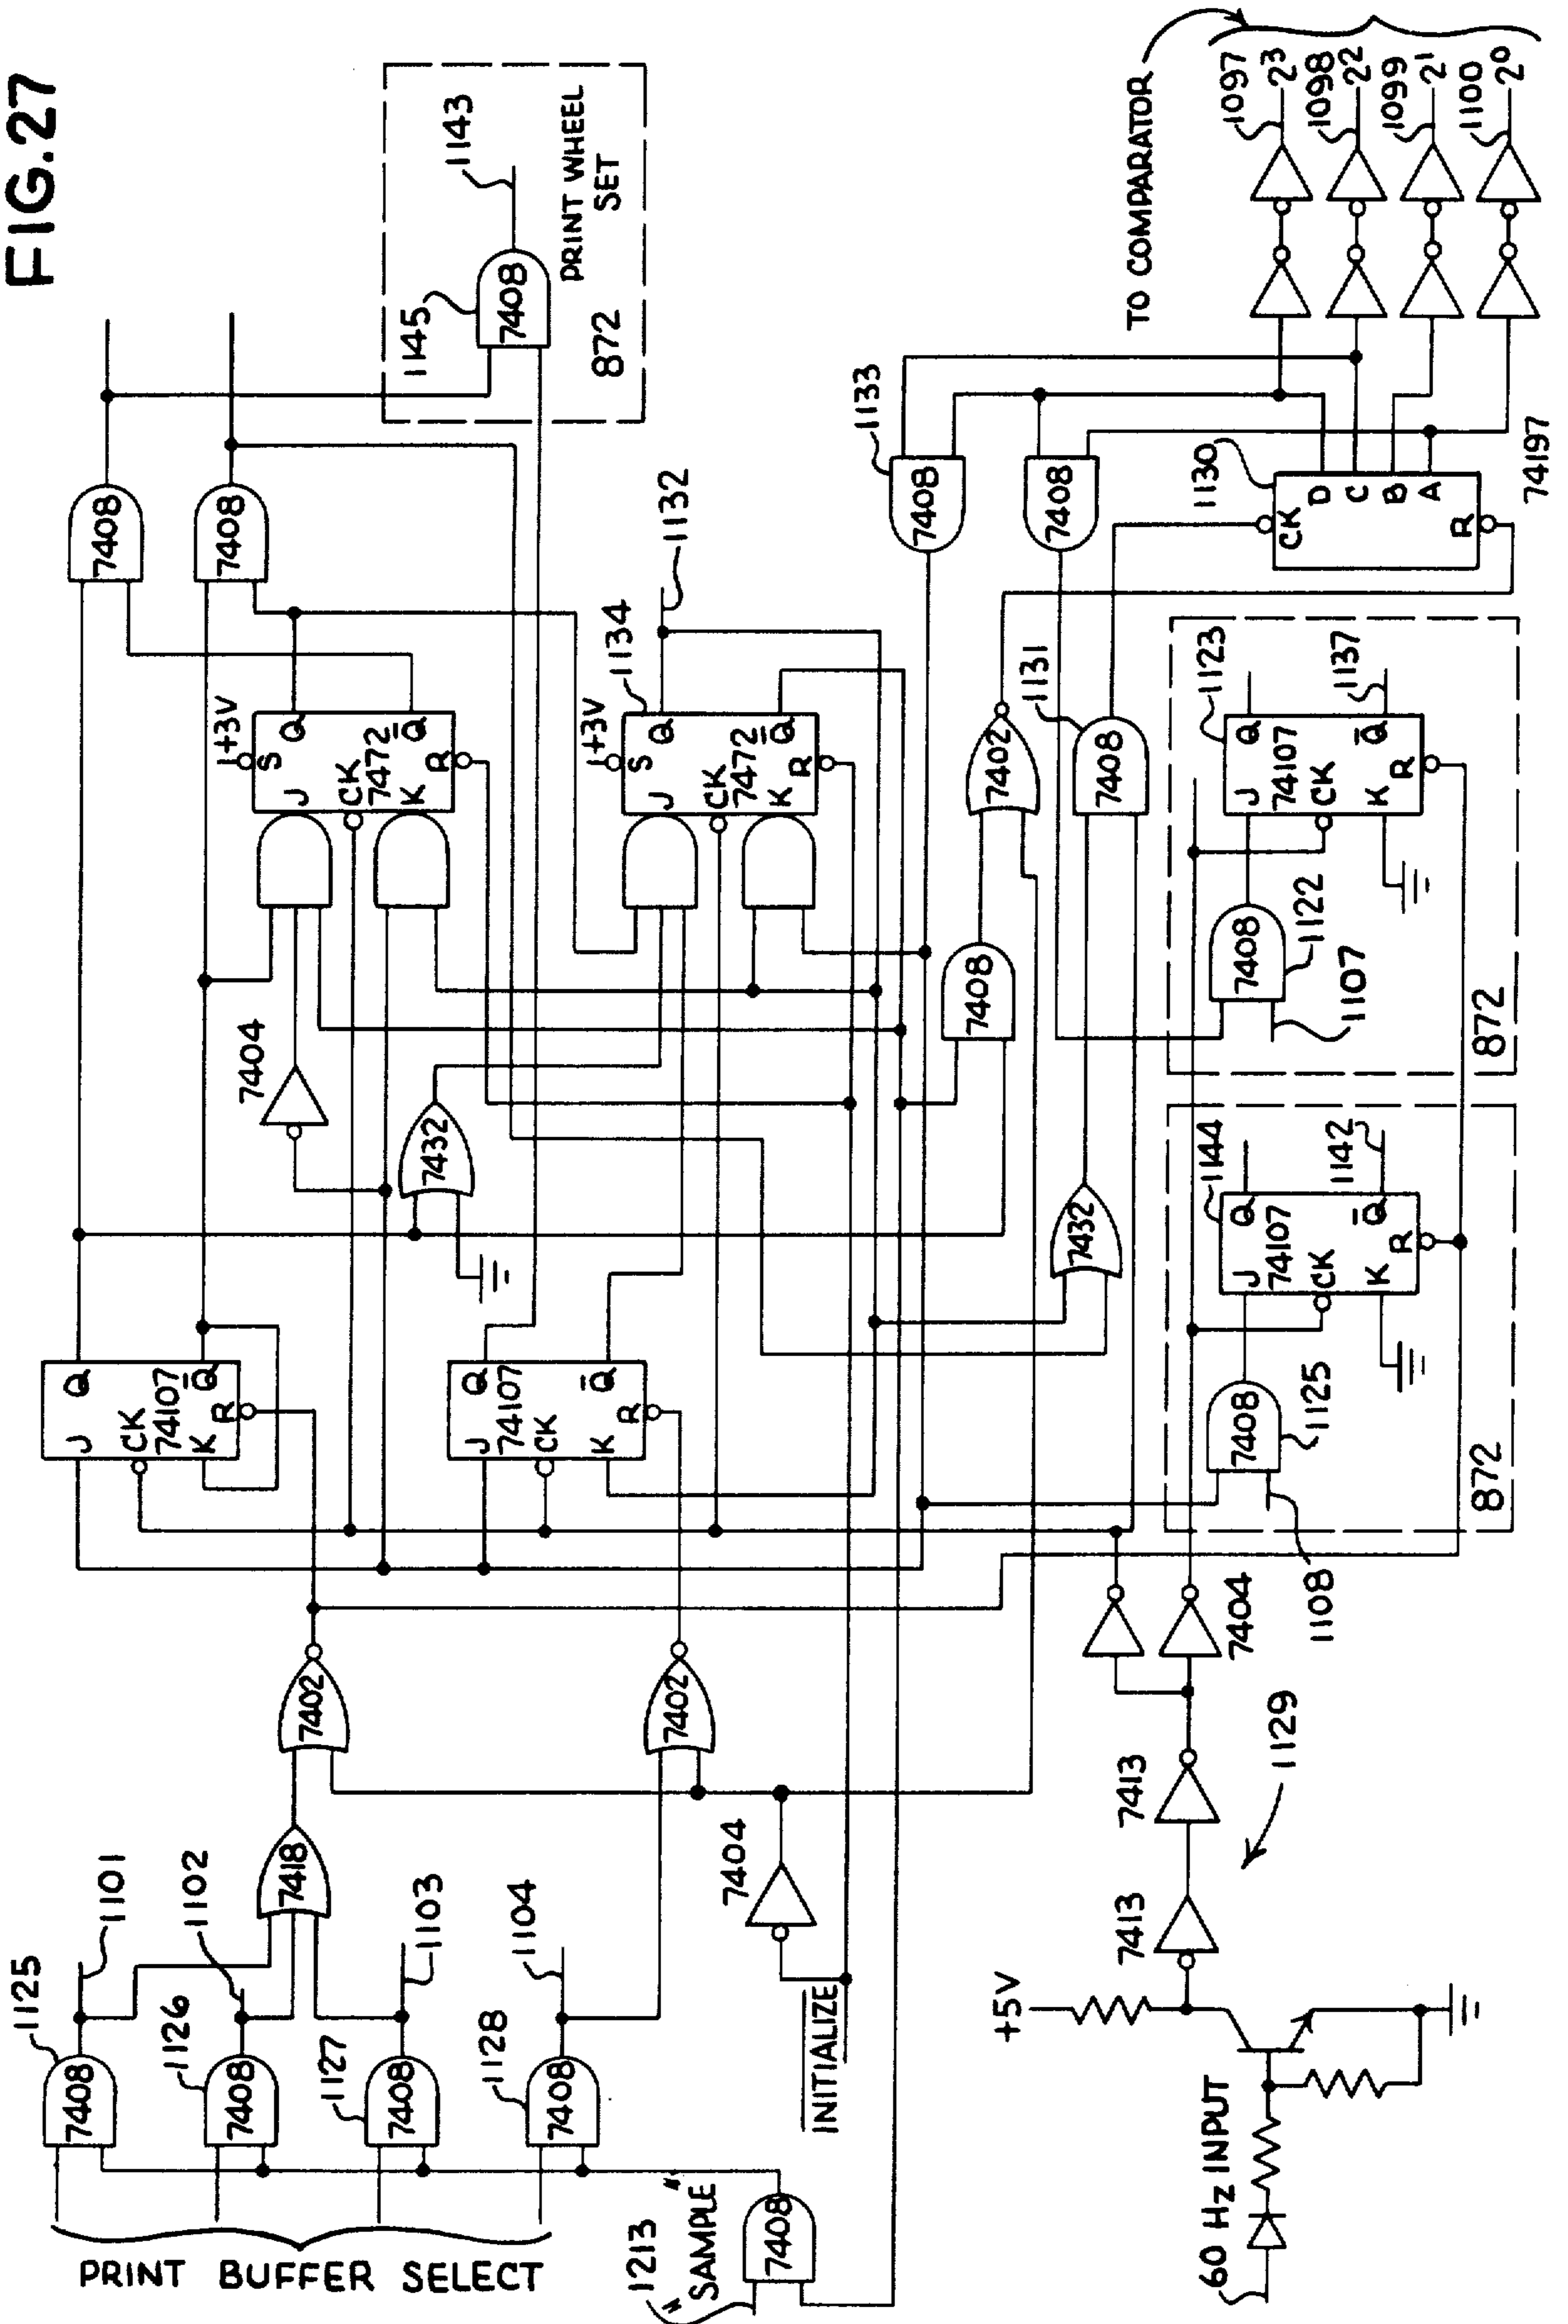 FIG.27
PRINT BUFFER SELECT
7408
1125
1101
7408
1126
1102
7408
1127
1103
7408
1128
1104
7418
7402
7402
1213
"SAMPLE"
7408
INITIALIZE
7404
J
Q
CK
74107
K
Q
R
J
Q
CK
74107
K
Q
R
7404
7432
+3V
S
J
Q
CK
7472
K
Q
R
+3V
S
J
Q
CK
7472
K
Q
R
1134
1132
7408
7408
1145
7408
1143
PRINT WHEEL
SET
872
7408
1133
7408
7408
7402
7432
7408
1131
1130
CK
D
C
B
A
R
74197
TO COMPARATOR
1097
2³
1098
2²
1099
2¹
1100
2⁰
60 Hz INPUT
+5V
7413
7413
1129
7404
1108
7408
1125
J
Q
74107
CK
K
Q
R
1144
1142
872
1107
7408
1122
J
Q
74107
CK
K
Q
R
1123
1137
872